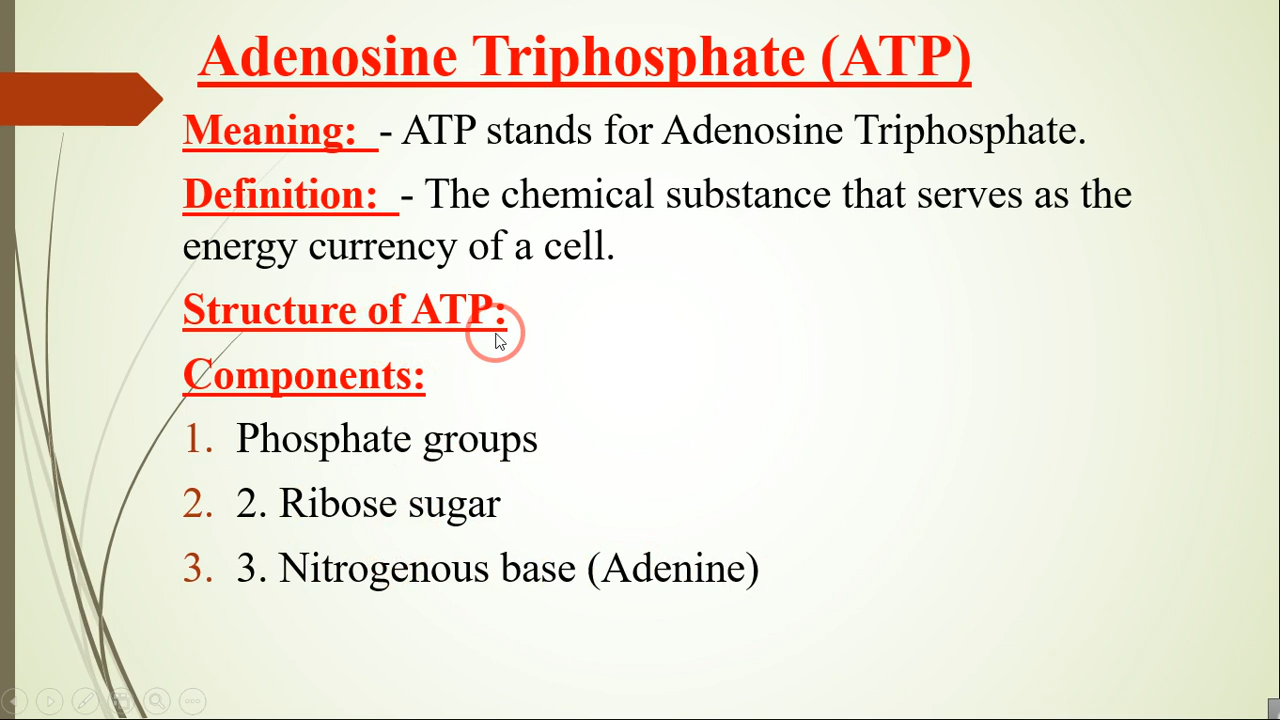 Adenosine Triphosphate (ATP)
Meaning: - ATP stands for Adenosine Triphosphate.
Definition: - The chemical substance that serves as the
energy currency of a cell.
Structure of ATP:
Components:
1. Phosphate groups
2. 2. Ribose sugar
3. 3. Nitrogenous base (Adenine)